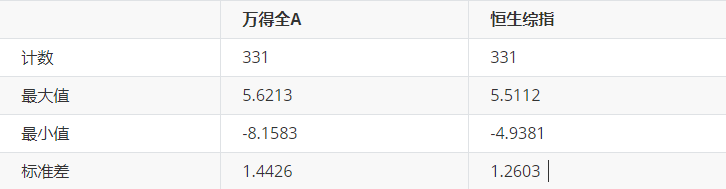 万得全A 恒生综指
计数 331 331
最大值 5.6213 5.5112
最小值 -8.1583 -4.9381
标准差 1.4426 1.2603